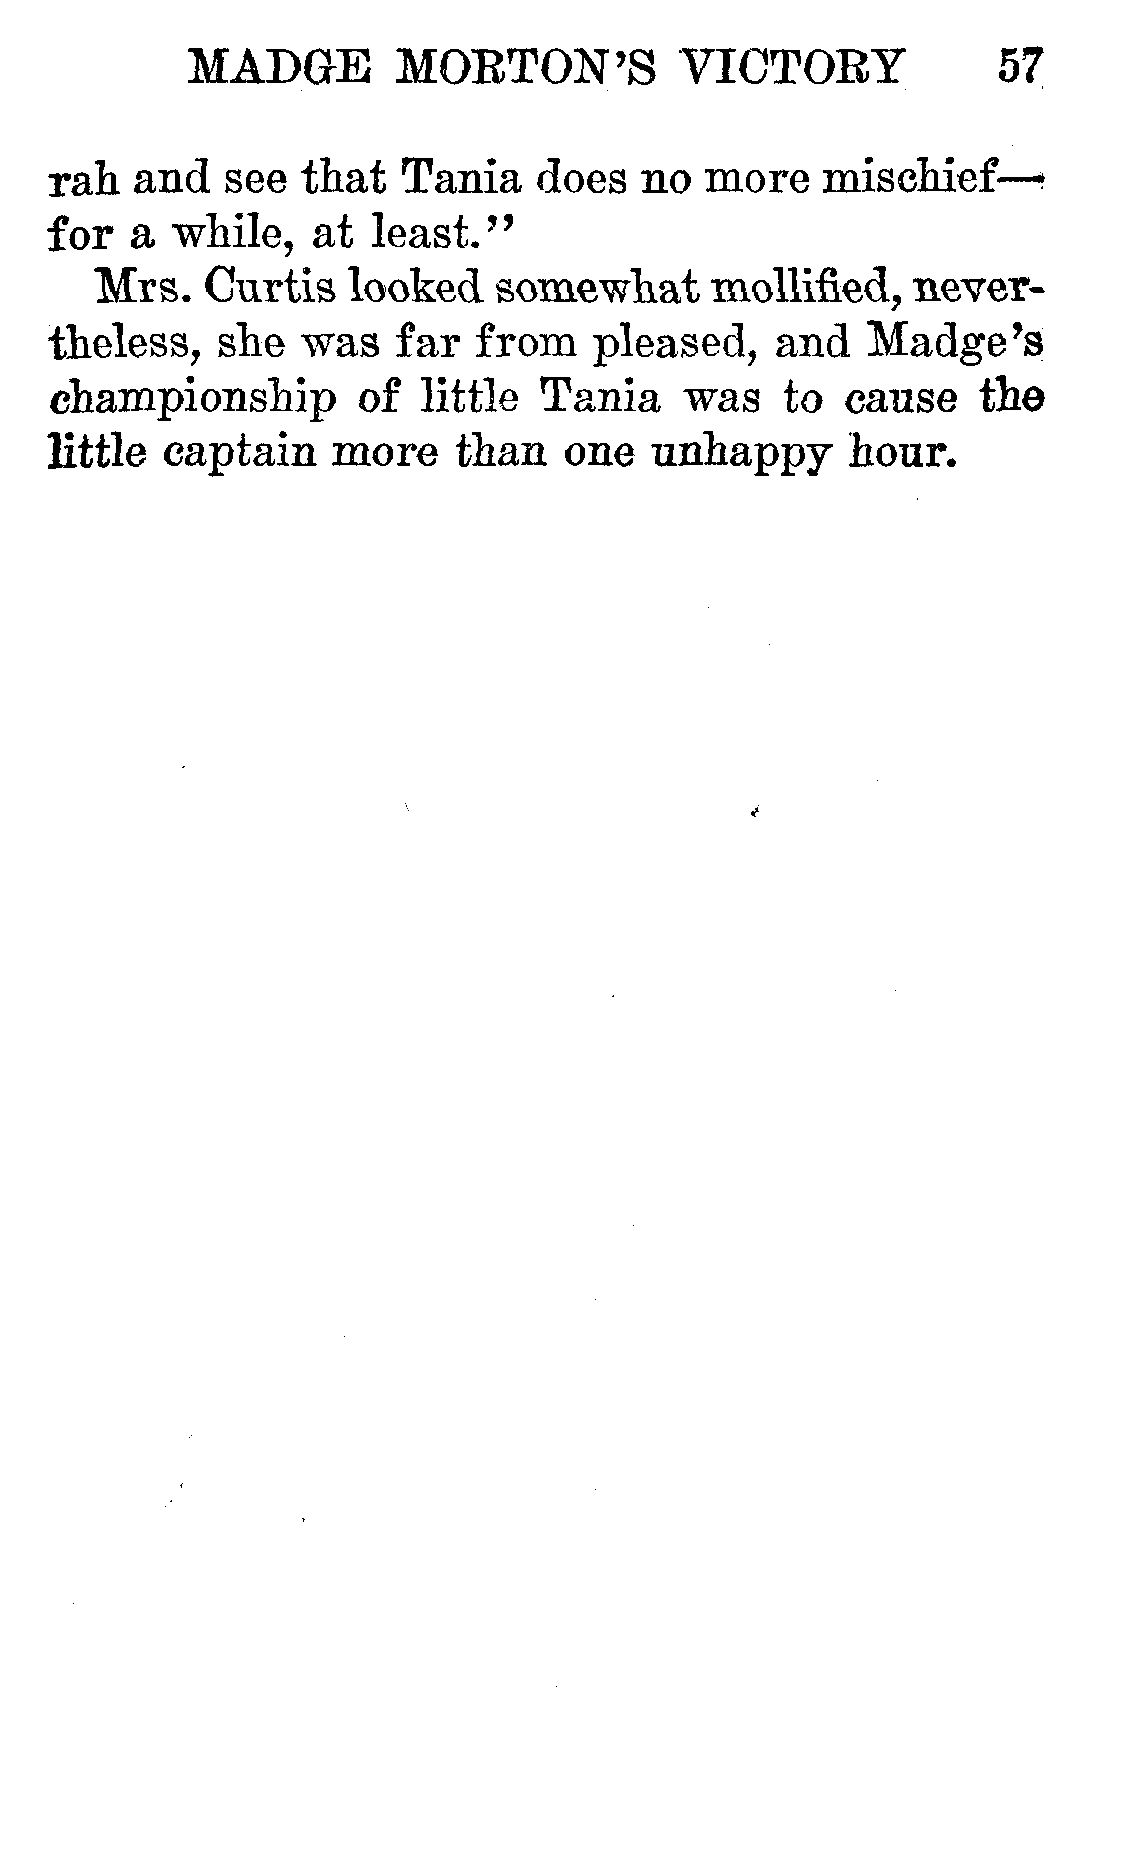 MADGE MORTON'S VICTORY 57
rah and see that Tania does no more mischief—
for a while, at least.”
Mrs. Curtis looked somewhat mollified, never-
theless, she was far from pleased, and Madge's
championship of little Tania was to cause the
little captain more than one unhappy hour.